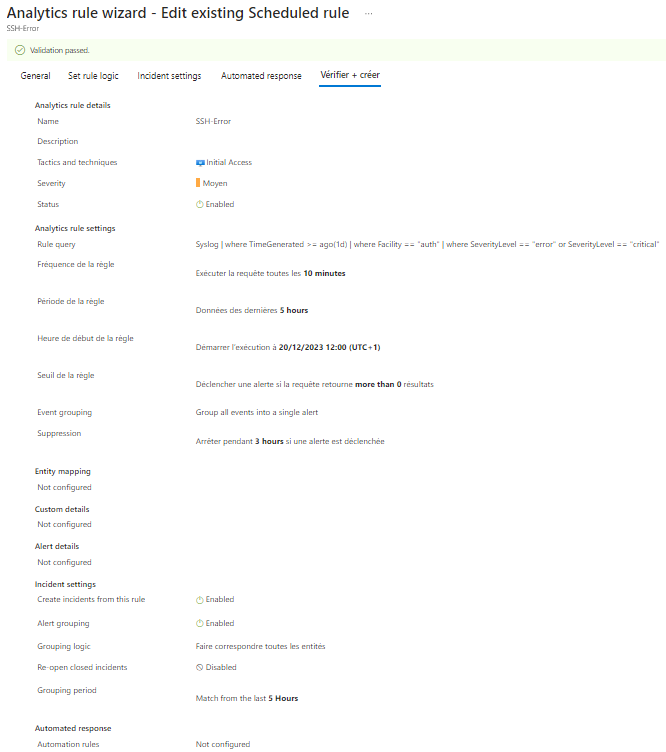 Analytics rule wizard - Edit existing Scheduled rule ...
SSH-Error
Validation passed.
General Set rule logic Incident settings Automated response Vérifier + créer
Analytics rule details
Name SSH-Error
Description
Tactics and techniques Initial Access
Severity Moyen
Status Enabled
Analytics rule settings
Rule query Syslog | where TimeGenerated >= ago(1d) | where Facility == "auth" | where SeverityLevel == "error" or SeverityLevel == "critical"
Fréquence de la règle
Exécuter la requête toutes les 10 minutes
Période de la règle
Données des dernières 5 hours
Heure de début de la règle
Démarrer l'exécution à 20/12/2023 12:00 (UTC+1)
Seuil de la règle
Déclencher une alerte si la requête retourne more than 0 résultats
Event grouping Group all events into a single alert
Suppression
Arrêter pendant 3 hours si une alerte est déclenchée
Entity mapping
Not configured
Custom details
Not configured
Alert details
Not configured
Incident settings
Create incidents from this rule Enabled
Alert grouping Enabled
Grouping logic Faire correspondre toutes les entités
Re-open closed incidents Disabled
Grouping period
Match from the last 5 Hours
Automated response
Automation rules Not configured